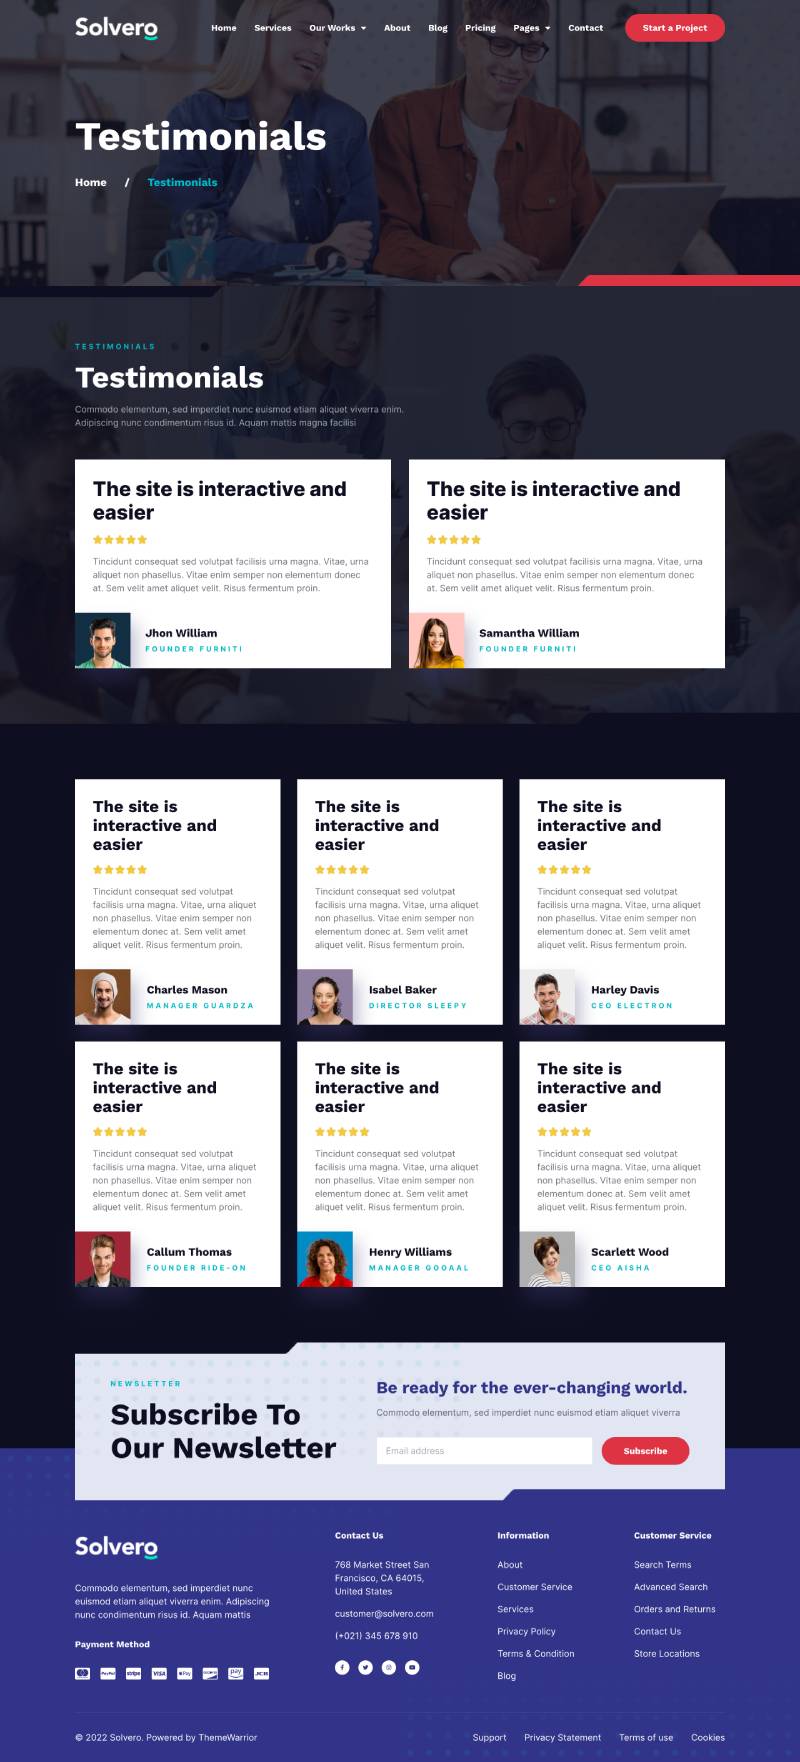 Solvero
Home Services Our Works About Blog Pricing Pages Contact Start a Project
Testimonials
Home / Testimonials
TESTIMONIALS
Testimonials
Commodo elementum, sed imperdiet nunc euismod etiam aliquet viverra enim.
Adipiscing nunc condimentum risus id. Aquam mattis magna facilisi
The site is interactive and
easier
Tincidunt consequat sed volutpat facilisis urna magna. Vitae, urna
aliquet non phasellus. Vitae enim semper non elementum donec
at. Sem velit amet aliquet velit. Risus fermentum proin.
Jhon William
FOUNDER FURNITI
The site is interactive and
easier
Tincidunt consequat sed volutpat facilisis urna magna. Vitae, urna
aliquet non phasellus. Vitae enim semper non elementum donec
at. Sem velit amet aliquet velit. Risus fermentum proin.
Samantha William
FOUNDER FURNITI
The site is
interactive and
easier
Tincidunt consequat sed volutpat
facilisis urna magna. Vitae, urna aliquet
non phasellus. Vitae enim semper non
elementum donec at. Sem velit amet
aliquet velit. Risus fermentum proin.
Charles Mason
MANAGER GUARDZA
The site is
interactive and
easier
Tincidunt consequat sed volutpat
facilisis urna magna. Vitae, urna aliquet
non phasellus. Vitae enim semper non
elementum donec at. Sem velit amet
aliquet velit. Risus fermentum proin.
Isabel Baker
DIRECTOR SLEEPY
The site is
interactive and
easier
Tincidunt consequat sed volutpat
facilisis urna magna. Vitae, urna aliquet
non phasellus. Vitae enim semper non
elementum donec at. Sem velit amet
aliquet velit. Risus fermentum proin.
Harley Davis
CEO ELECTRON
The site is
interactive and
easier
Tincidunt consequat sed volutpat
facilisis urna magna. Vitae, urna aliquet
non phasellus. Vitae enim semper non
elementum donec at. Sem velit amet
aliquet velit. Risus fermentum proin.
Callum Thomas
FOUNDER RIDE-ON
The site is
interactive and
easier
Tincidunt consequat sed volutpat
facilisis urna magna. Vitae, urna aliquet
non phasellus. Vitae enim semper non
elementum donec at. Sem velit amet
aliquet velit. Risus fermentum proin.
Henry Williams
MANAGER GOOAAL
The site is
interactive and
easier
Tincidunt consequat sed volutpat
facilisis urna magna. Vitae, urna aliquet
non phasellus. Vitae enim semper non
elementum donec at. Sem velit amet
aliquet velit. Risus fermentum proin.
Scarlett Wood
CEO AISHA
NEWSLETTER
Subscribe To
Our Newsletter
Be ready for the ever-changing world.
Commodo elementum, sed imperdiet nunc euismod etiam aliquet viverra
Email address
Subscribe
Solvero
Commodo elementum, sed imperdiet nunc
euismod etiam aliquet viverra enim. Adipiscing
nunc condimentum risus id. Aquam mattis
Payment Method
PayPal stripe VISA Pay pay JCB
Contact Us
768 Market Street San
Francisco, CA 64015,
United States
customer@solvero.com
(+021) 345 678 910
Information
About
Customer Service
Services
Privacy Policy
Terms & Condition
Blog
Customer Service
Search Terms
Advanced Search
Orders and Returns
Contact Us
Store Locations
© 2022 Solvero. Powered by ThemeWarrior
Support Privacy Statement Terms of use Cookies